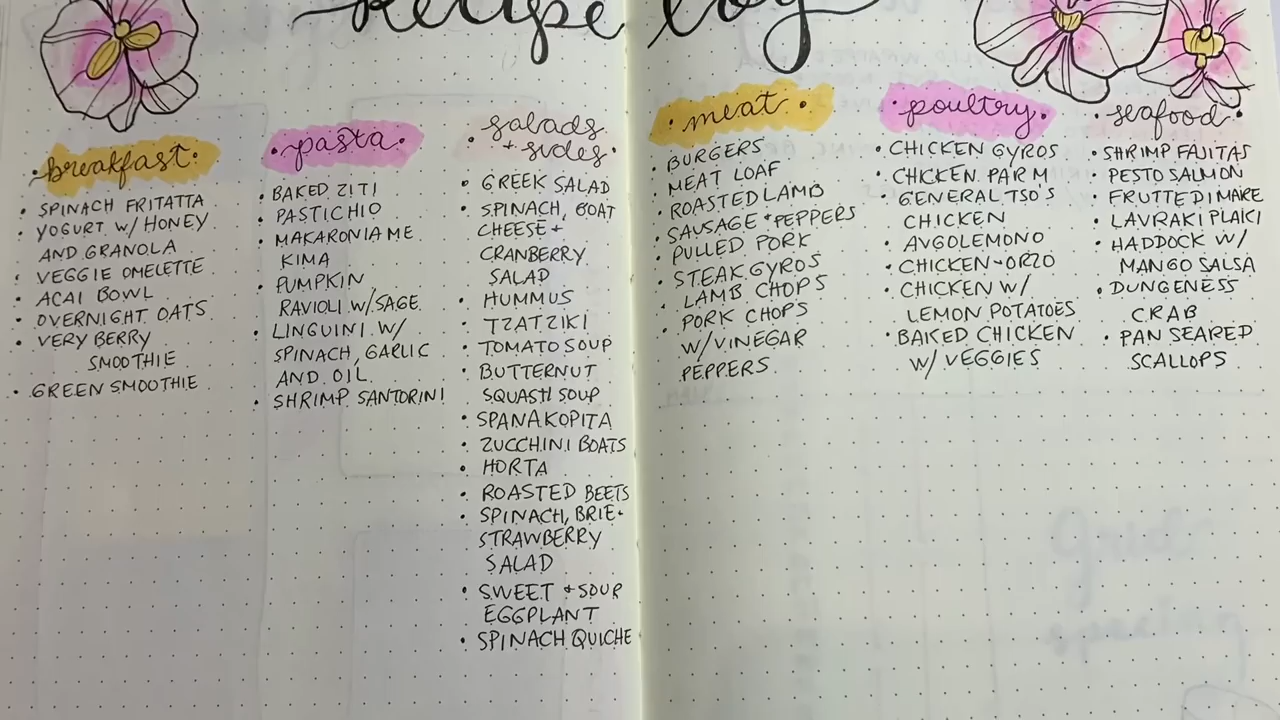 Recipe log
breakfast
SPINACH FRITATTA
YOGURT W/ HONEY
AND GRANOLA
VEGGIE OMELETTE
ACAI BOWL
OVERNIGHT OATS
VERY BERRY
SMOOTHIE
GREEN SMOOTHIE
pasta
BAKED ZITI
PASTICHIO
MAKARONIA ME
KIMA
PUMPKIN
RAVIOLI W/SAGE
LINGUINI W/
SPINACH, GARLIC
AND OIL
SHRIMP SANTORINI
salads
+ sides
GREEK SALAD
SPINACH, GOAT
CHEESE +
CRANBERRY
SALAD
HUMMUS
TZATZIKI
TOMATO SOUP
BUTTERNUT
SQUASH SOUP
SPANAKOPITA
ZUCCHINI BOATS
HORTA
ROASTED BEETS
SPINACH, BRIE +
STRAWBERRY
SALAD
SWEET + SOUR
EGGPLANT
SPINACH QUICHE
meat
BURGERS
MEAT LOAF
ROASTED LAMB
SAUSAGE + PEPPERS
PULLED PORK
STEAK GYROS
LAMB CHOPS
PORK CHOPS
W/VINEGAR
PEPPERS
poultry
CHICKEN GYROS
CHICKEN PARM
GENERAL TSO'S
CHICKEN
AVGOLEMONO
CHICKEN + ORZO
CHICKEN W/
LEMON POTATOES
BAKED CHICKEN
W/ VEGGIES
seafood
SHRIMP FAJITAS
PESTO SALMON
FRUTTE DI MARE
LAVRAKI PLAKI
HADDOCK W/
MANGO SALSA
DUNGENESS
CRAB
PAN SEARED
SCALLOPS